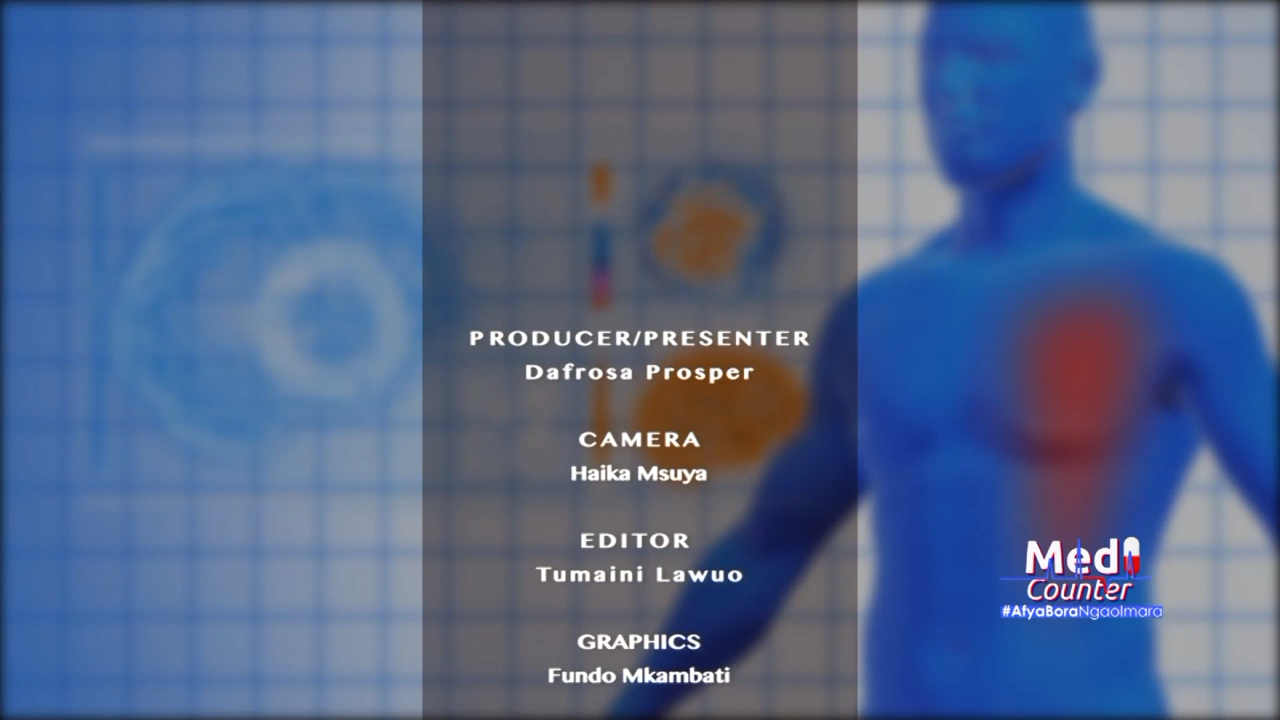 PRODUCER/PRESENTER
Dafrosa Prosper
CAMERA
Haika Msuya
EDITOR
Tumaini Lawuo
GRAPHICS
Fundo Mkambati
Medi
Counter
#AfyaBoraNgaoImara